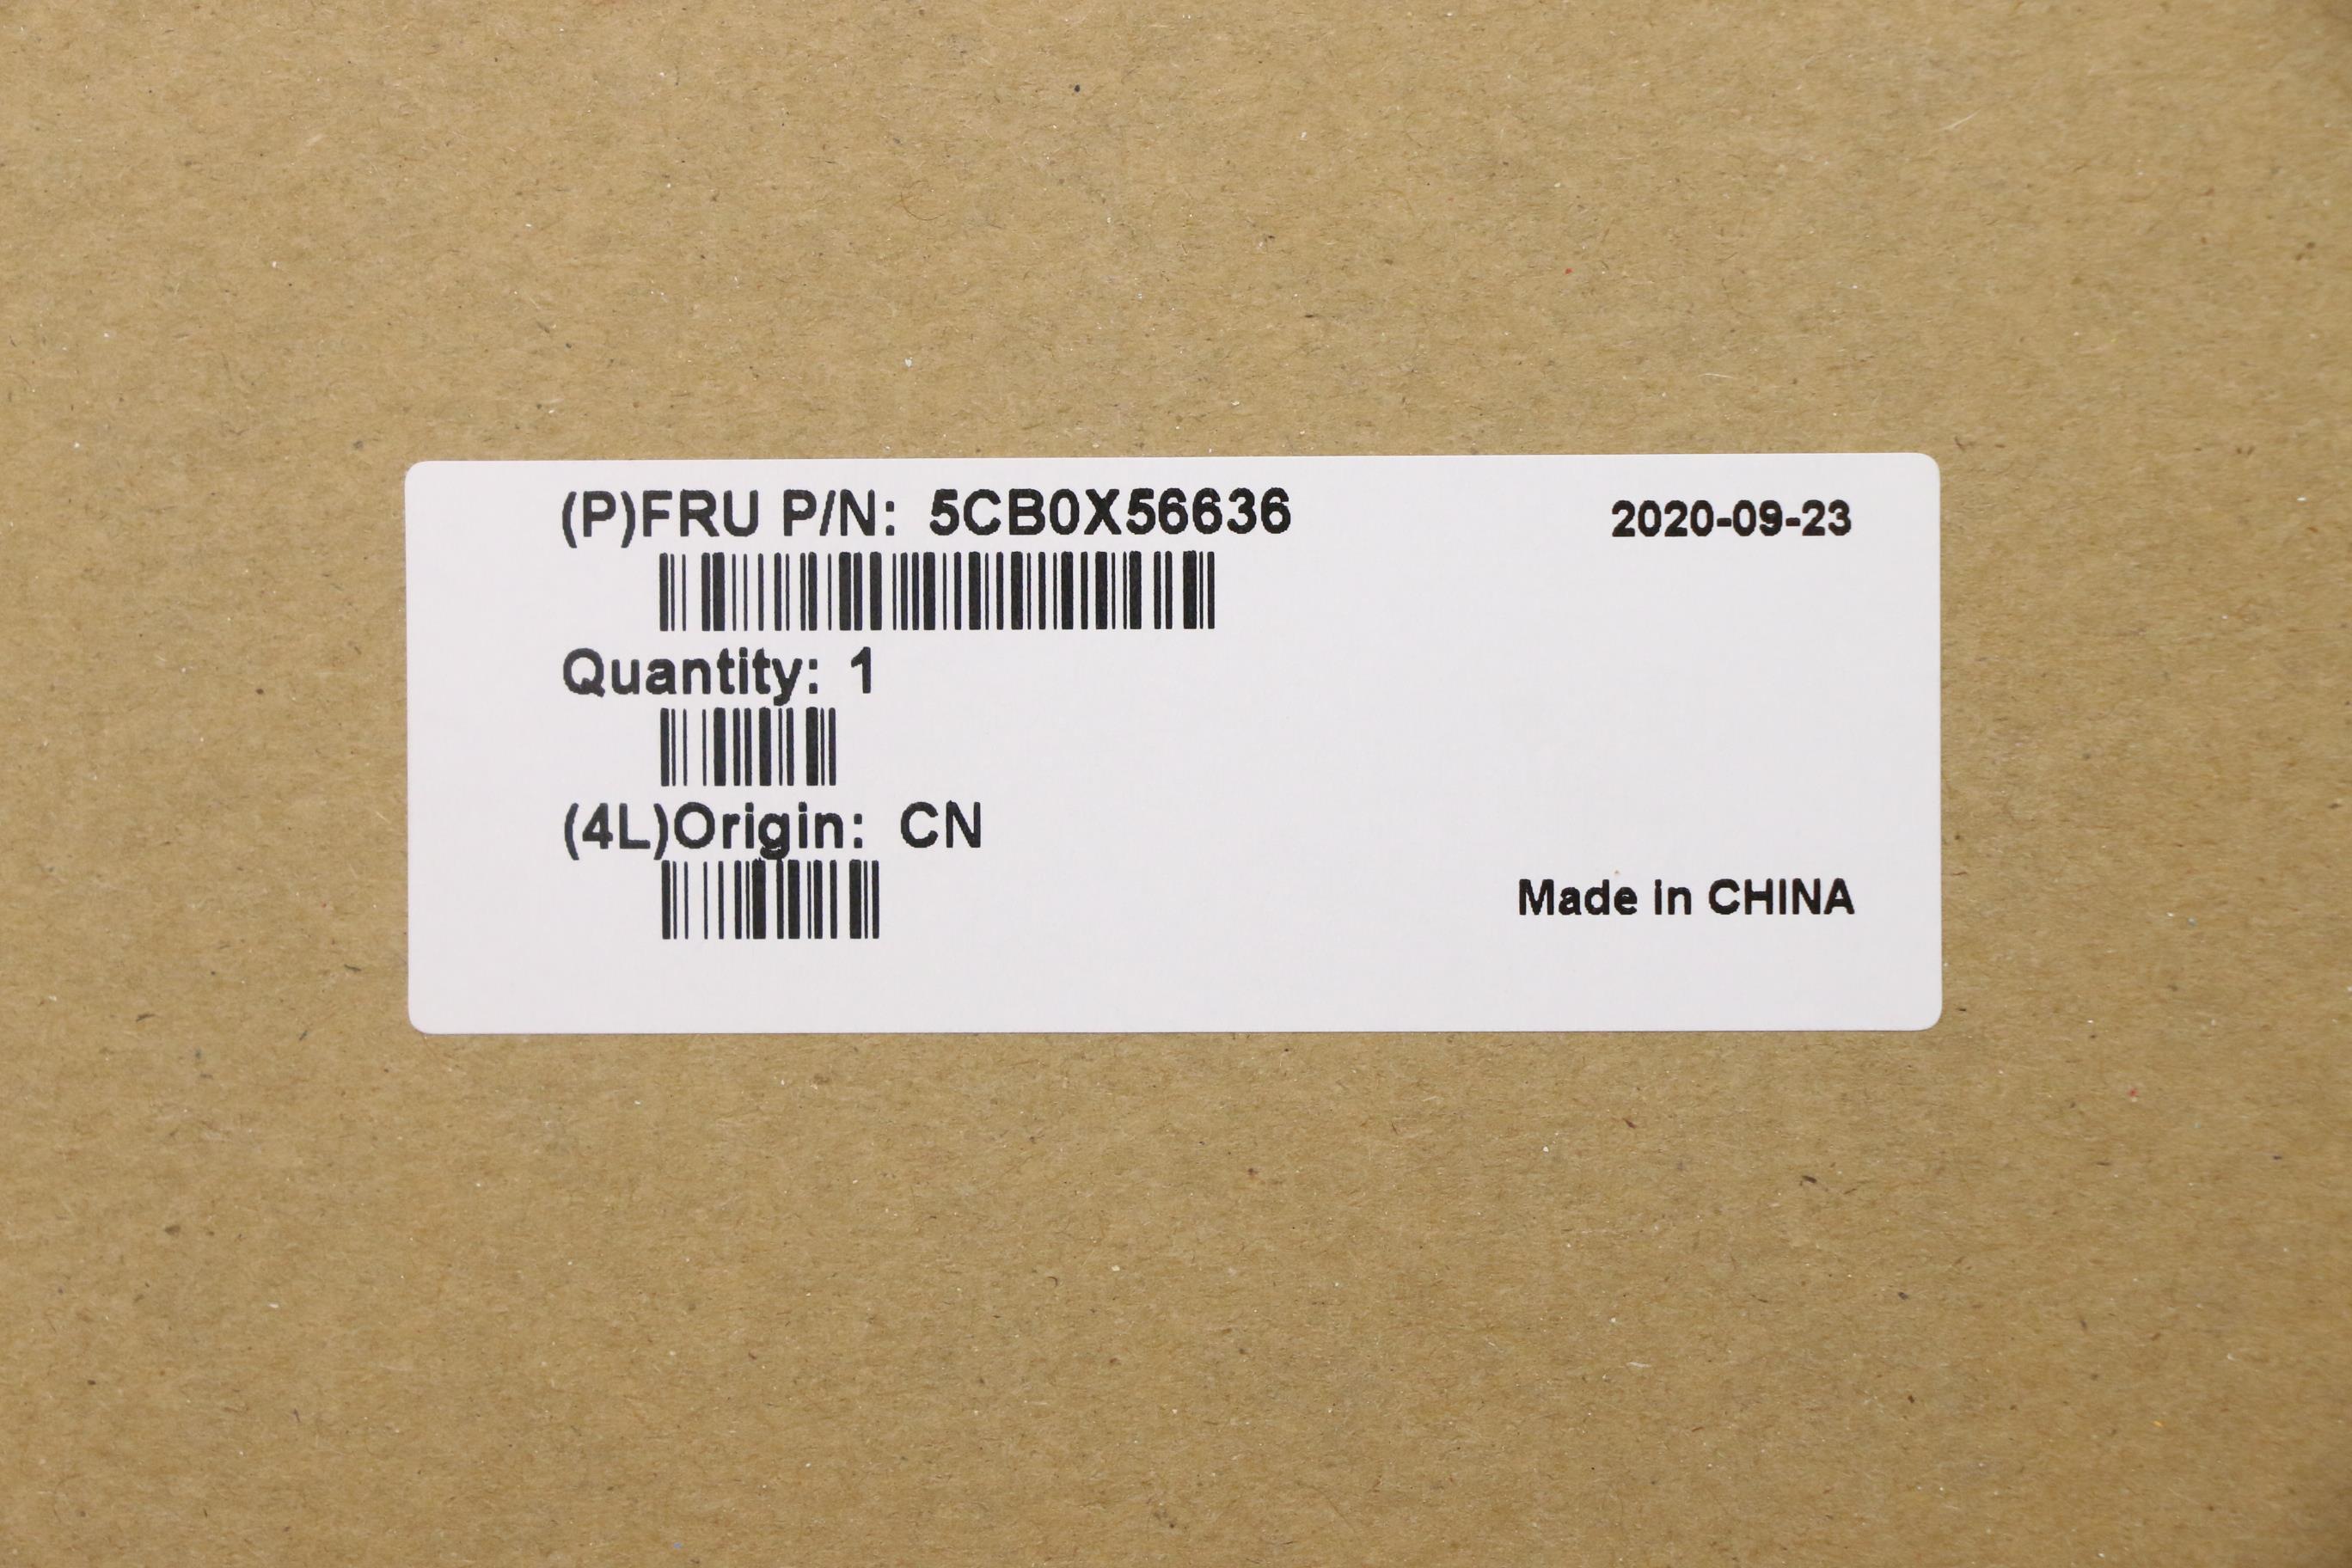 (P)FRU P/N: 5CB0X56636
2020-09-23
Quantity: 1
(4L)Origin: CN
Made in CHINA